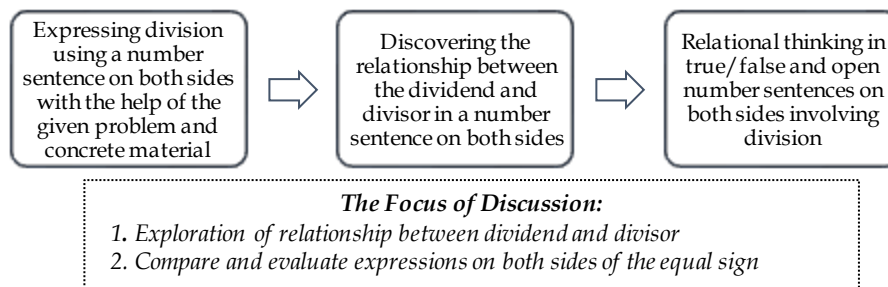 Expressing division
using a number
sentence on both sides
with the help of the
given problem and
concrete material
Discovering the
relationship between
the dividend and
divisor in a number
sentence on both sides
Relational thinking in
true/false and open
number sentences on
both sides involving
division
The Focus of Discussion:
1. Exploration of relationship between dividend and divisor
2. Compare and evaluate expressions on both sides of the equal sign